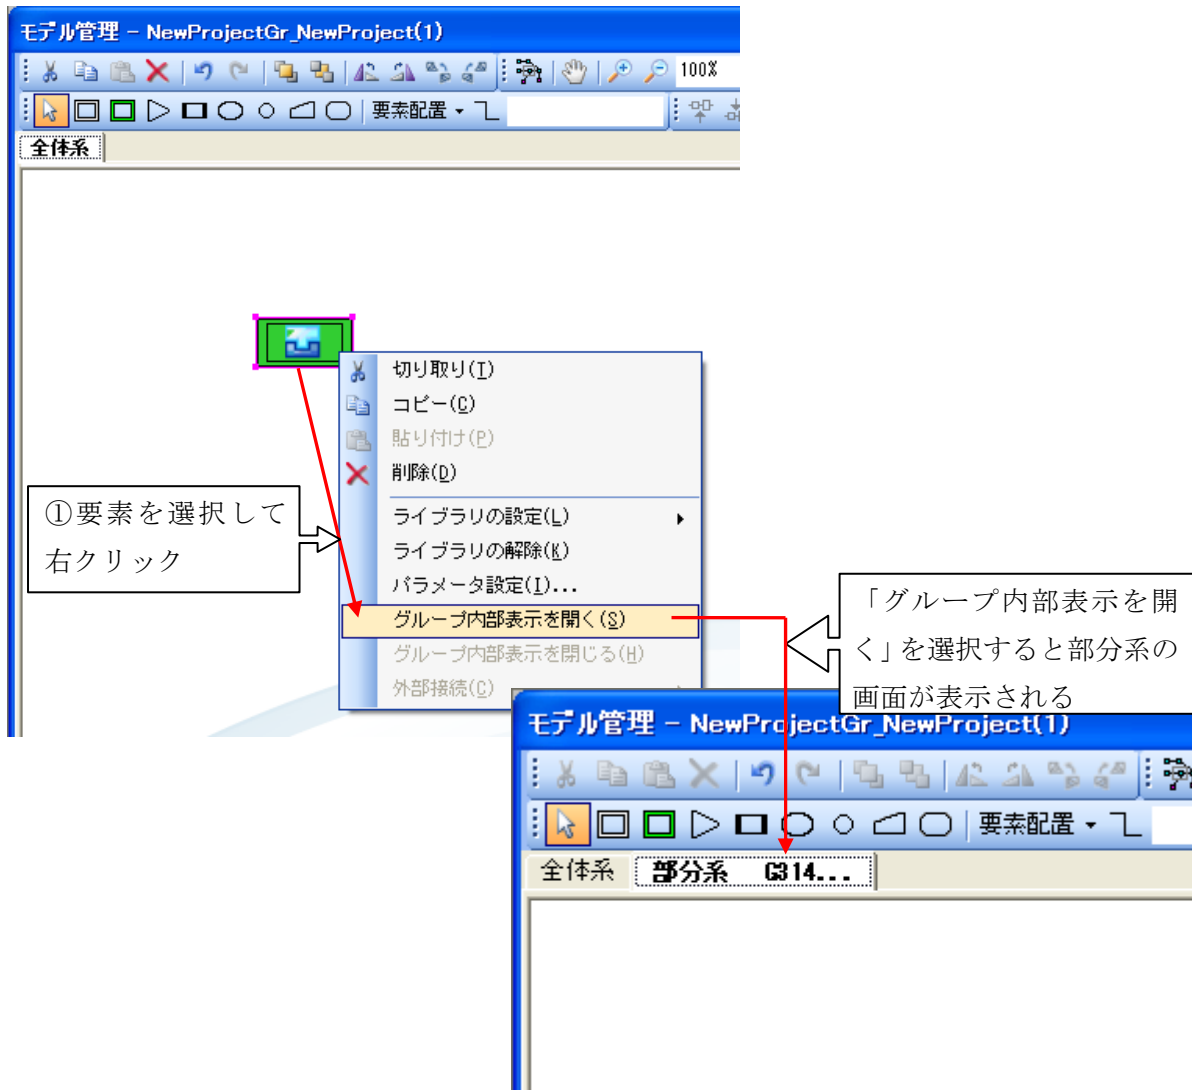 モデル管理 - NewProjectGr_NewProject(1)
100%
要素配置
全体系
切り取り(T)
コピー(C)
貼り付け(P)
削除(D)
ライブラリの設定(L)
ライブラリの解除(K)
パラメータ設定(I)...
グループ内部表示を開く(S)
グループ内部表示を閉じる(H)
外部接続(C)
①要素を選択して
右クリック
「グループ内部表示を開
く」を選択すると部分系の
画面が表示される
モデル管理 - NewProjectGr_NewProject(1)
要素配置
全体系 部分系 G314...